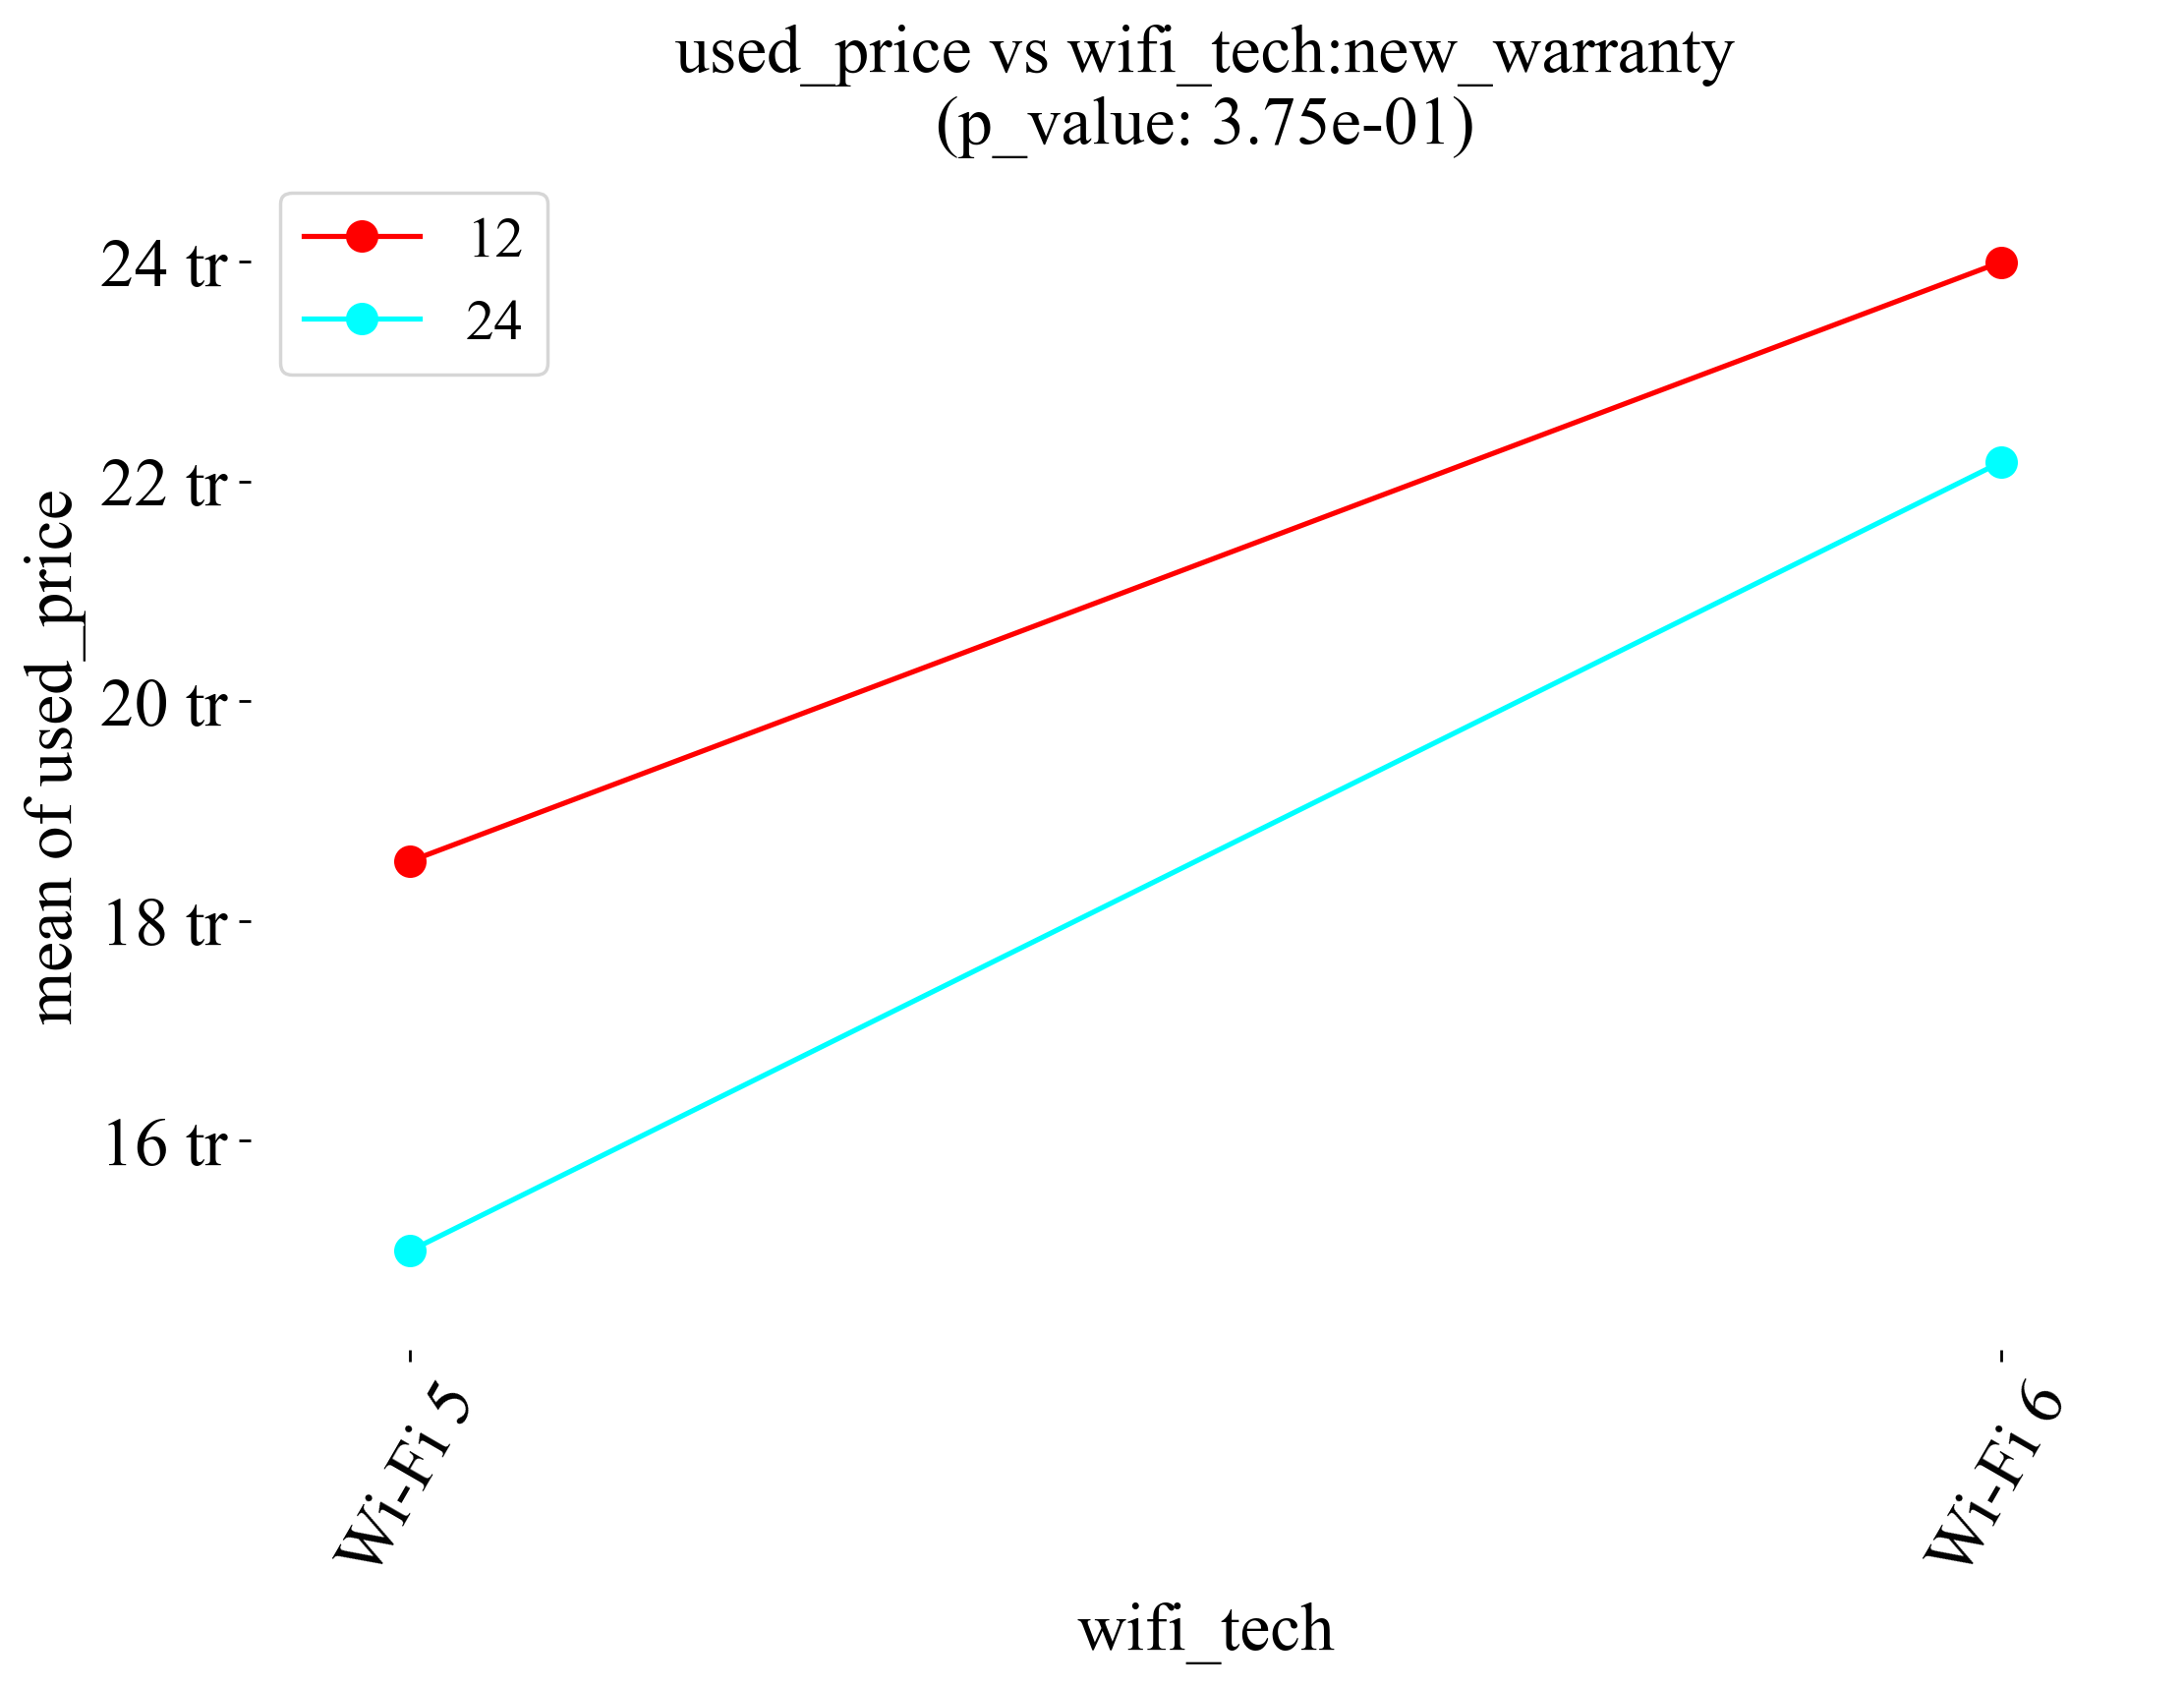 used_price vs wifi_tech:new_warranty
(p_value: 3.75e-01)
12
24
24 tr
22 tr
20 tr
18 tr
16 tr
mean of used_price
Wi-Fi 5
Wi-Fi 6
wifi_tech